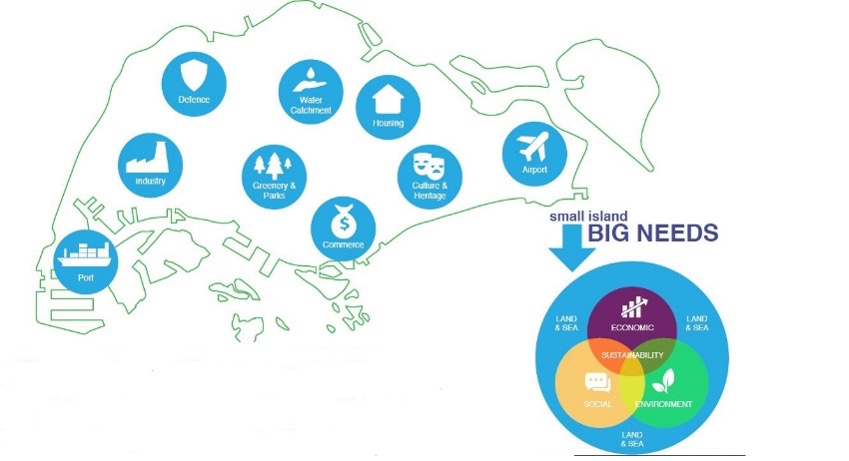 Defence
Water
Catchment
Housing
Industry
Greenery &
Parks
Culture &
Heritage
Airport
Commerce
$
Port
small island
BIG NEEDS
LAND
& SEA
ECONOMIC
LAND
& SEA
SUSTAINABILITY
SOCIAL
ENVIRONMENT
LAND
& SEA